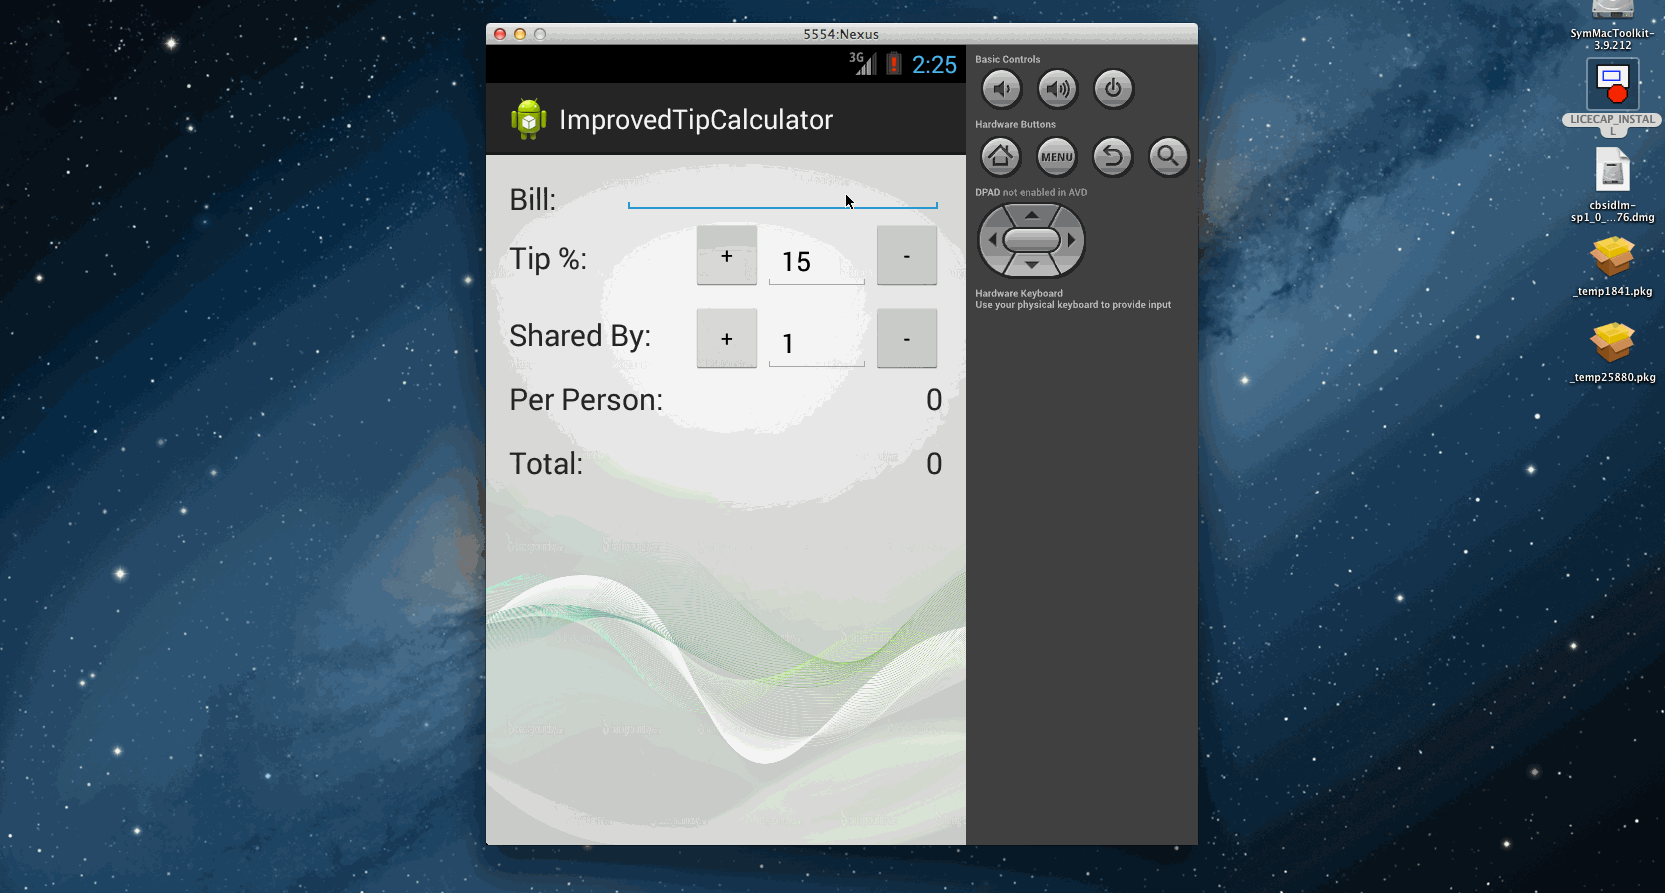 5554:Nexus
3G
2:25
ImprovedTipCalculator
Bill:
Tip %:
+
15
-
Shared By:
+
1
-
Per Person:
0
Total:
0
Basic Controls
Hardware Buttons
MENU
DPAD not enabled in AVD
Hardware Keyboard
Use your physical keyboard to provide input
SymMacToolkit-
3.9.212
LICECAP_INSTAL
L
cbsidlm-
sp1_0_...76.dmg
_temp1841.pkg
_temp25880.pkg